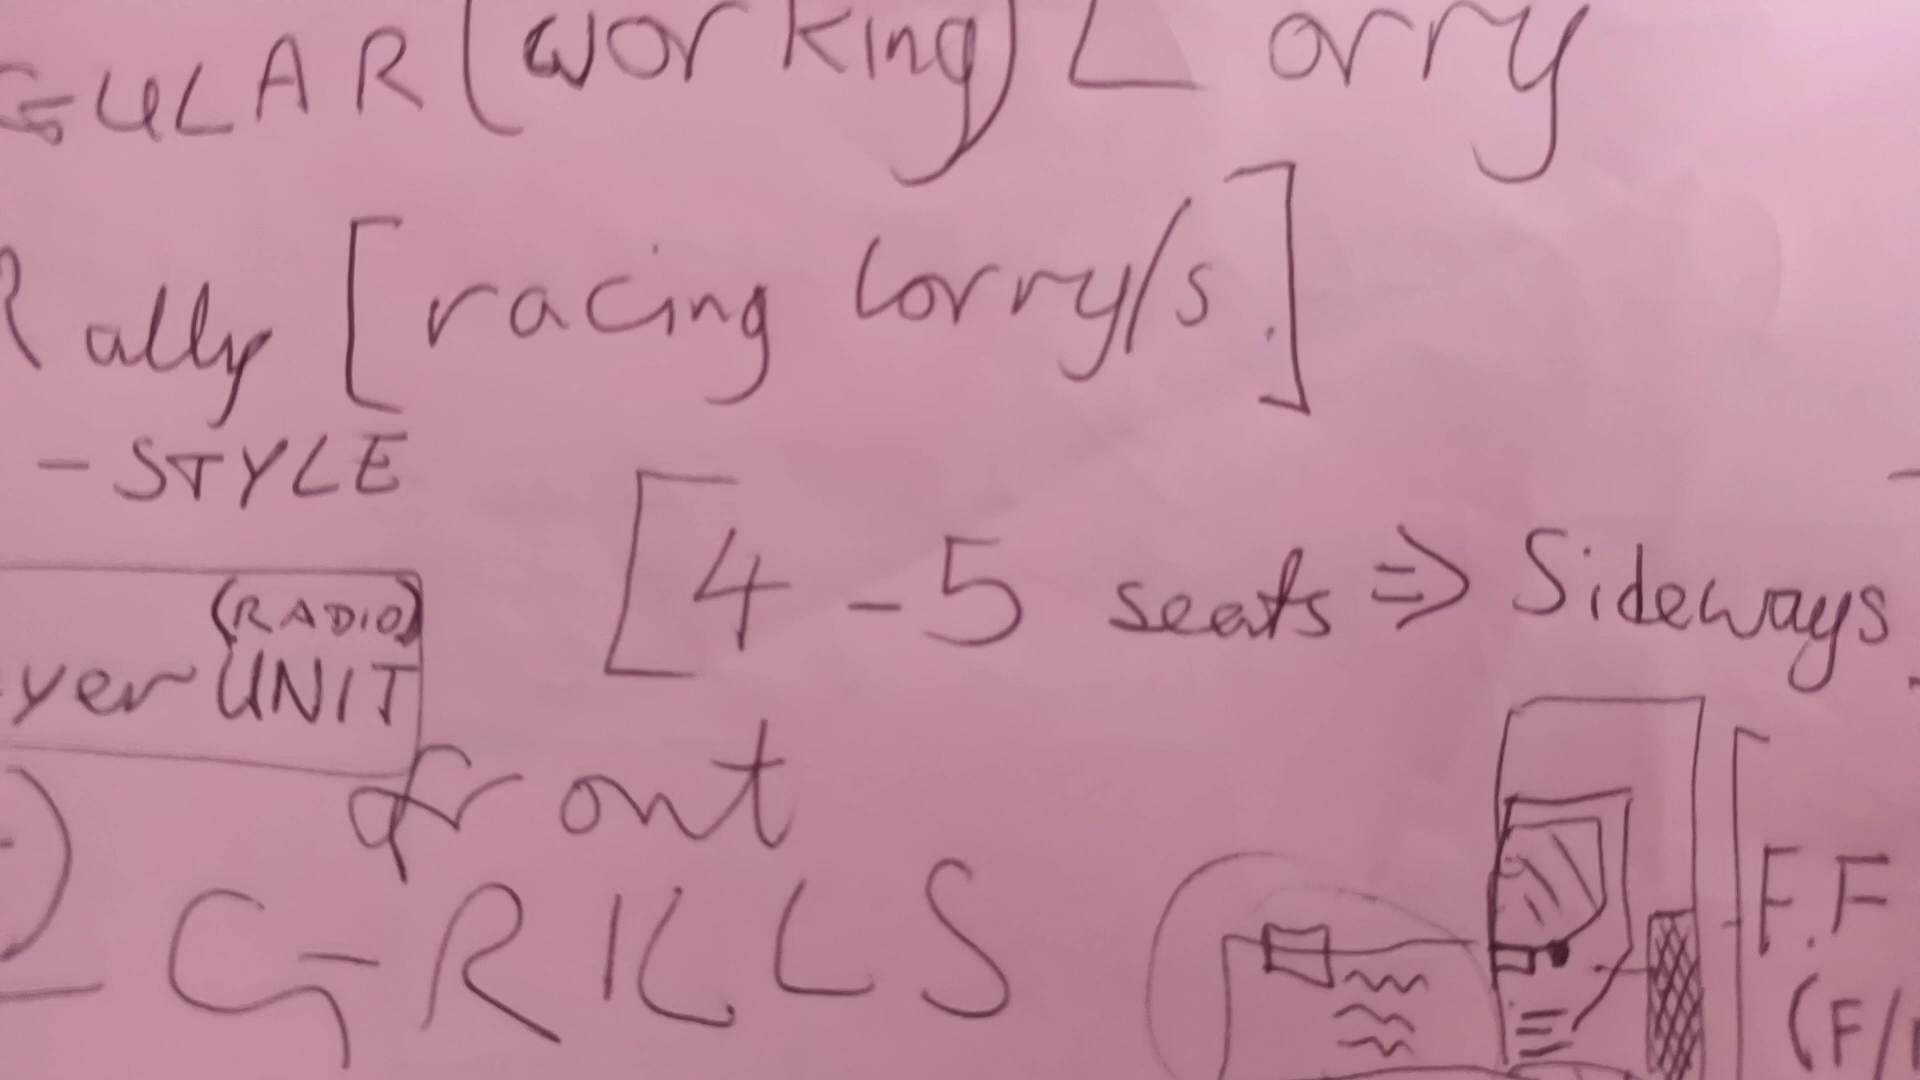 GULAR (working) Lorry
Rally [racing lorry/s.]
-STYLE
[4-5 seats => Sideways
(RADIO)
yer UNIT
front
GRILLS
F.F
(F/